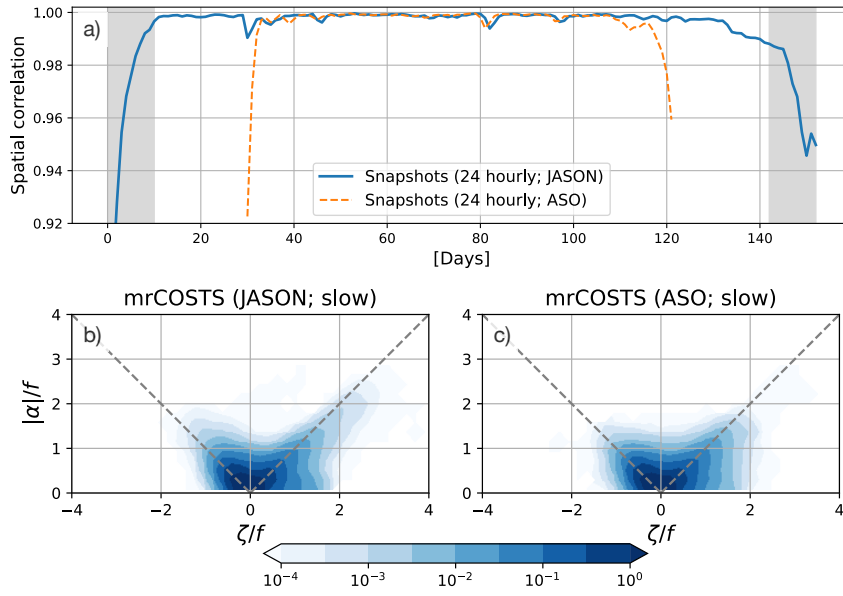 a)
1.00
0.98
0.96
0.94
0.92
Spatial correlation
Snapshots (24 hourly; JASON)
Snapshots (24 hourly; ASO)
0 20 40 60 80 100 120 140
[Days]
mrCOSTS (JASON; slow)
b)
4
3
2
1
0
|α|/f
−4 −2 0 2 4
ζ/f
mrCOSTS (ASO; slow)
c)
4
3
2
1
0
−4 −2 0 2 4
ζ/f
10⁻⁴ 10⁻³ 10⁻² 10⁻¹ 10⁰